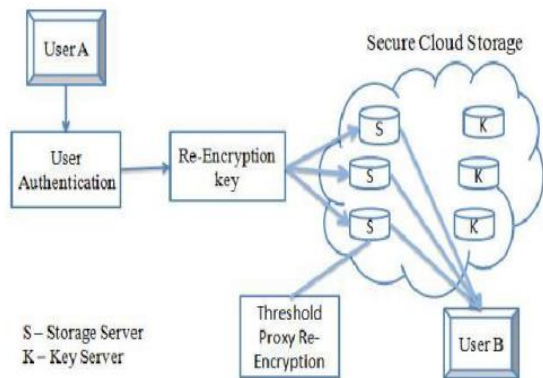 User A
Secure Cloud Storage
User
Authentication
Re-Encryption
key
S
K
S
K
S
K
Threshold
Proxy Re-
Encryption
User B
S – Storage Server
K – Key Server